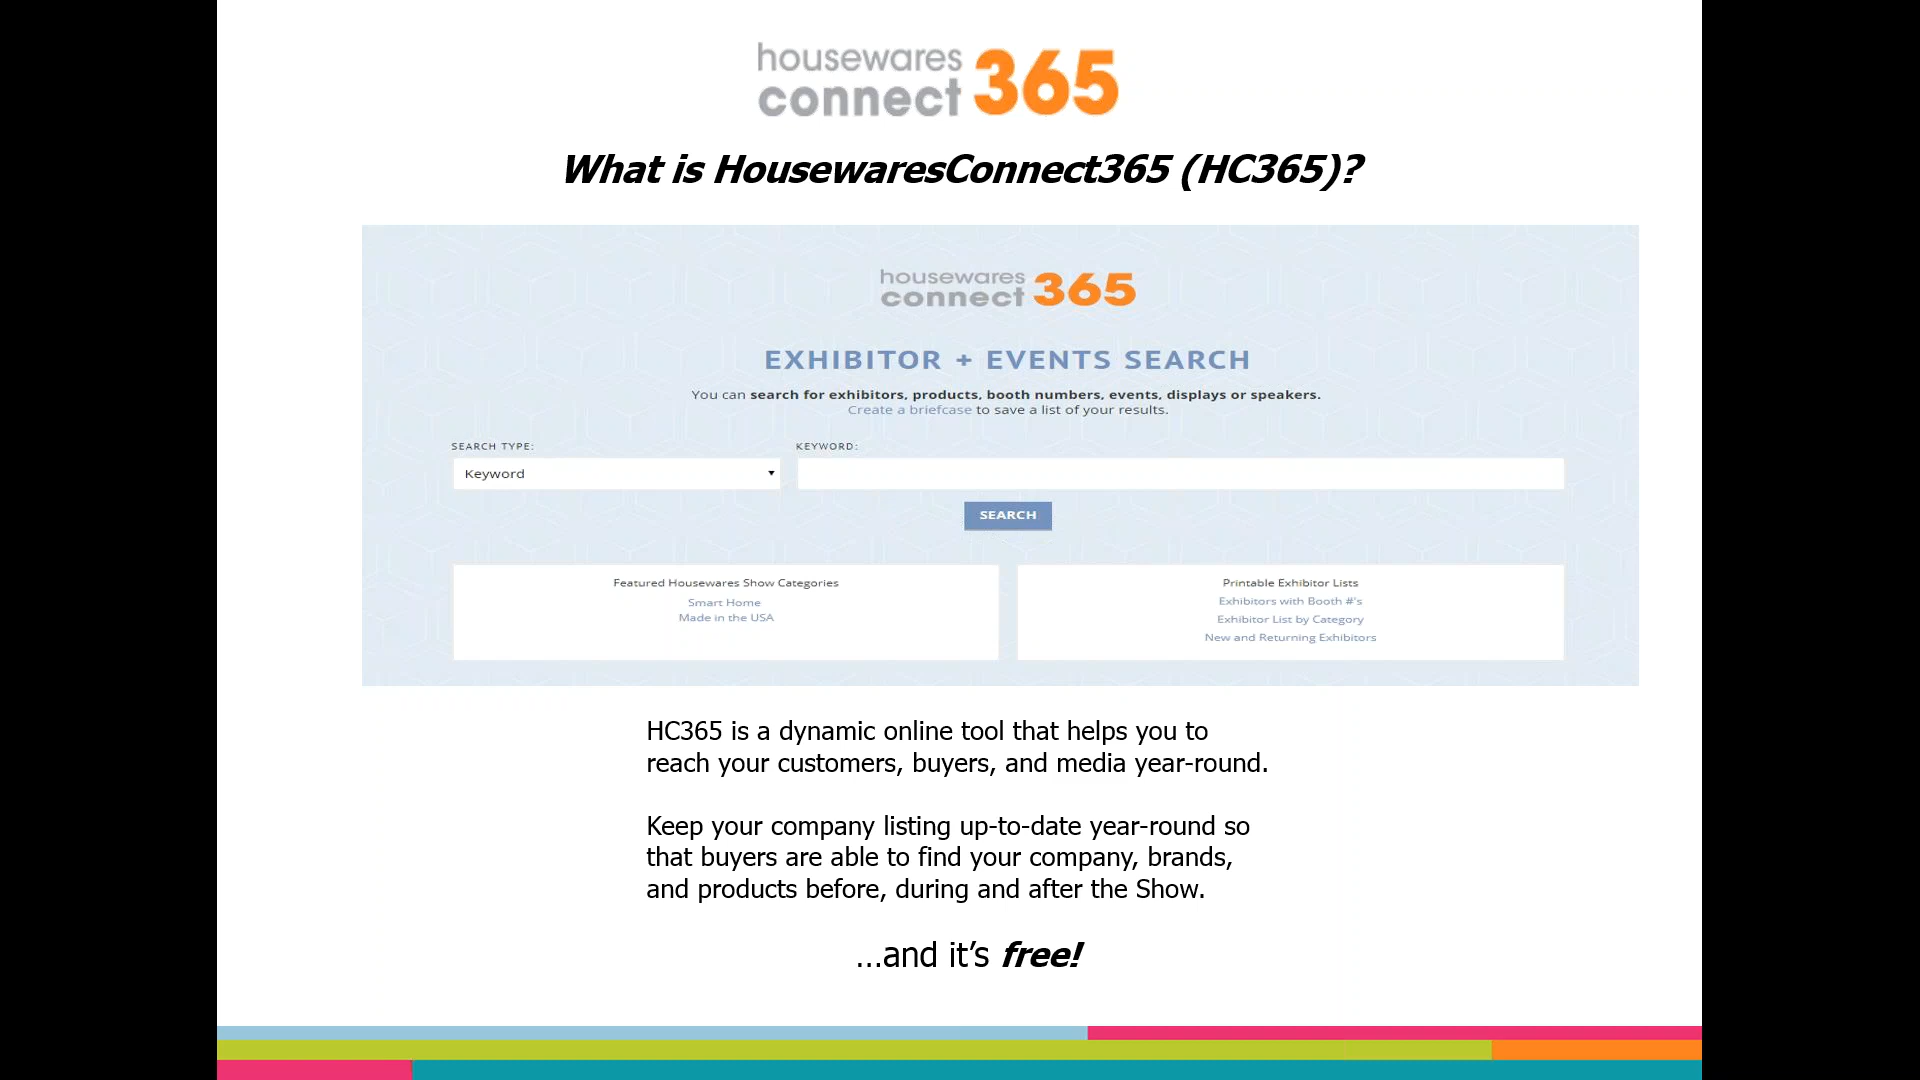 housewares
connect 365
What is HousewaresConnect365 (HC365)?
housewares
connect 365
EXHIBITOR + EVENTS SEARCH
You can search for exhibitors, products, booth numbers, events, displays or speakers.
Create a briefcase to save a list of your results.
SEARCH TYPE:
KEYWORD:
Keyword
SEARCH
Featured Housewares Show Categories
Smart Home
Made in the USA
Printable Exhibitor Lists
Exhibitors with Booth #'s
Exhibitor List by Category
New and Returning Exhibitors
HC365 is a dynamic online tool that helps you to
reach your customers, buyers, and media year-round.
Keep your company listing up-to-date year-round so
that buyers are able to find your company, brands,
and products before, during and after the Show.
...and it’s free!